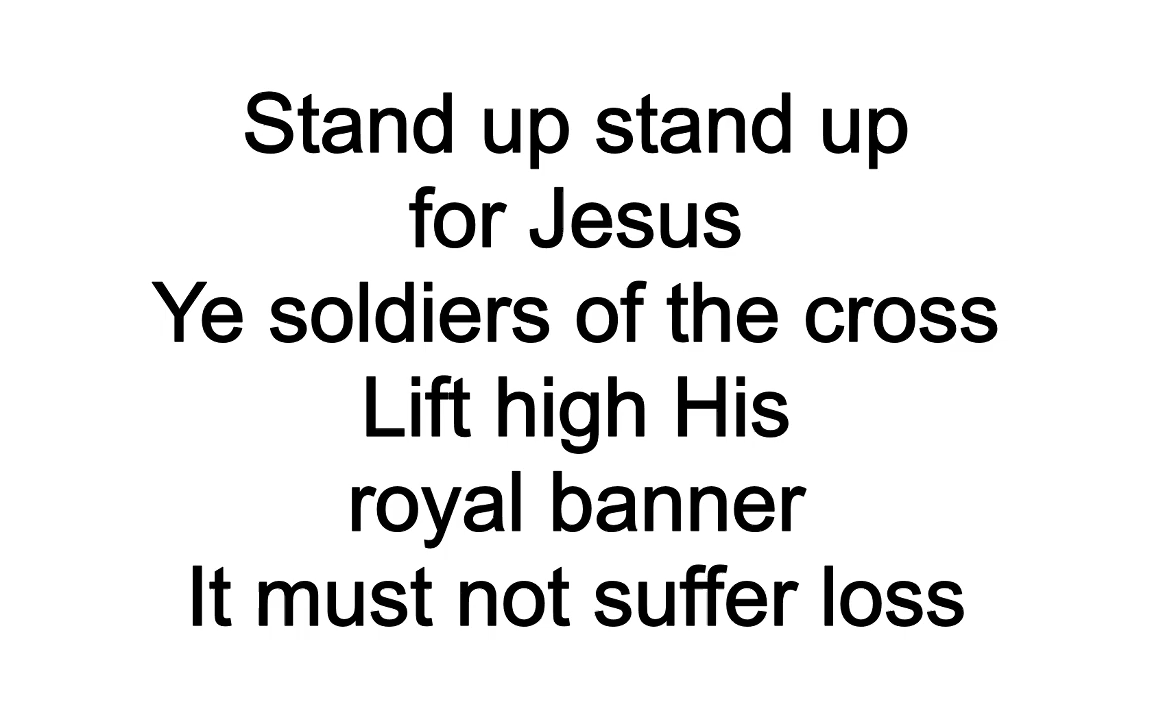 Stand up stand up
for Jesus
Ye soldiers of the cross
Lift high His
royal banner
It must not suffer loss